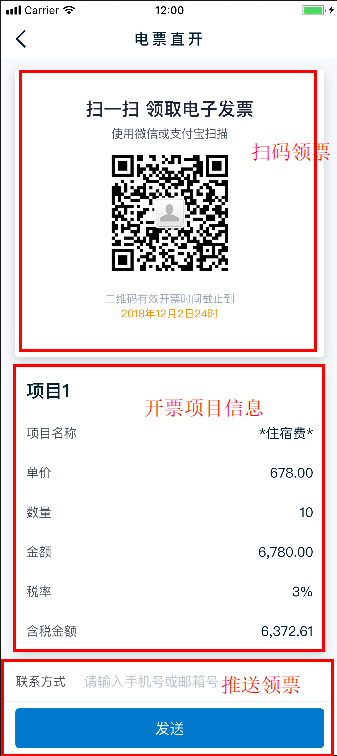 Carrier 12:00
电票直开
扫一扫 领取电子发票
使用微信或支付宝扫描
扫码领票
二维码有效开票时间截止到
2018年12月2日24时
项目1
开票项目信息
项目名称 *住宿费*
单价 678.00
数量 10
金额 6,780.00
税率 3%
含税金额 6,372.61
联系方式 请输入手机号或邮箱号
推送领票
发送